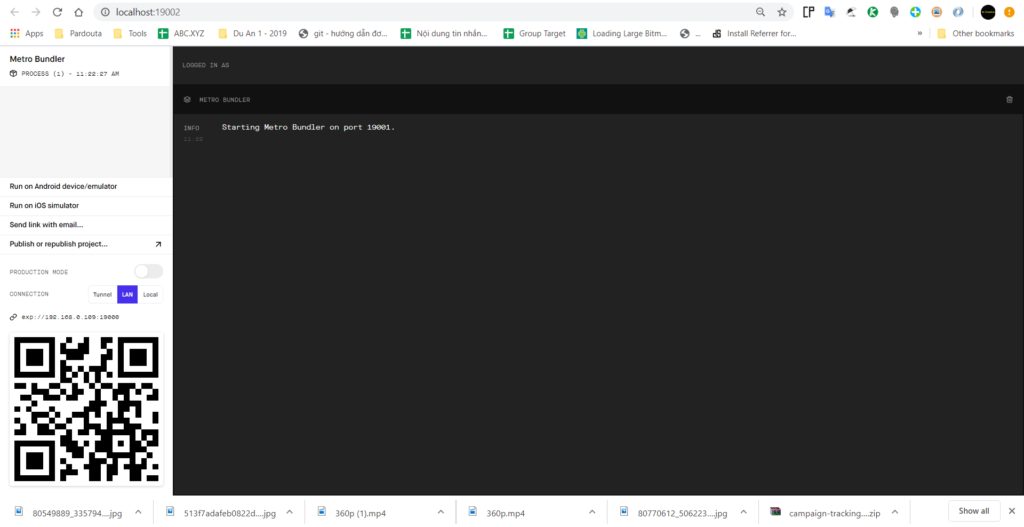 localhost:19002
Apps Pardouta Tools ABC.XYZ Du An 1 - 2019 git - hướng dẫn đơ... Nội dung tin nhắn... Group Target Loading Large Bitm... ... Install Referrer for... » Other bookmarks
Metro Bundler
PROCESS (1) - 11:22:27 AM
LOGGED IN AS
METRO BUNDLER
INFO Starting Metro Bundler on port 19001.
Run on Android device/emulator
Run on iOS simulator
Send link with email...
Publish or republish project...
PRODUCTION MODE
CONNECTION Tunnel LAN Local
exp://192.168.0.109:19000
80549889_335794....jpg 513f7adafeb0822d....jpg 360p (1).mp4 360p.mp4 80770612_506223....jpg campaign-tracking....zip Show all